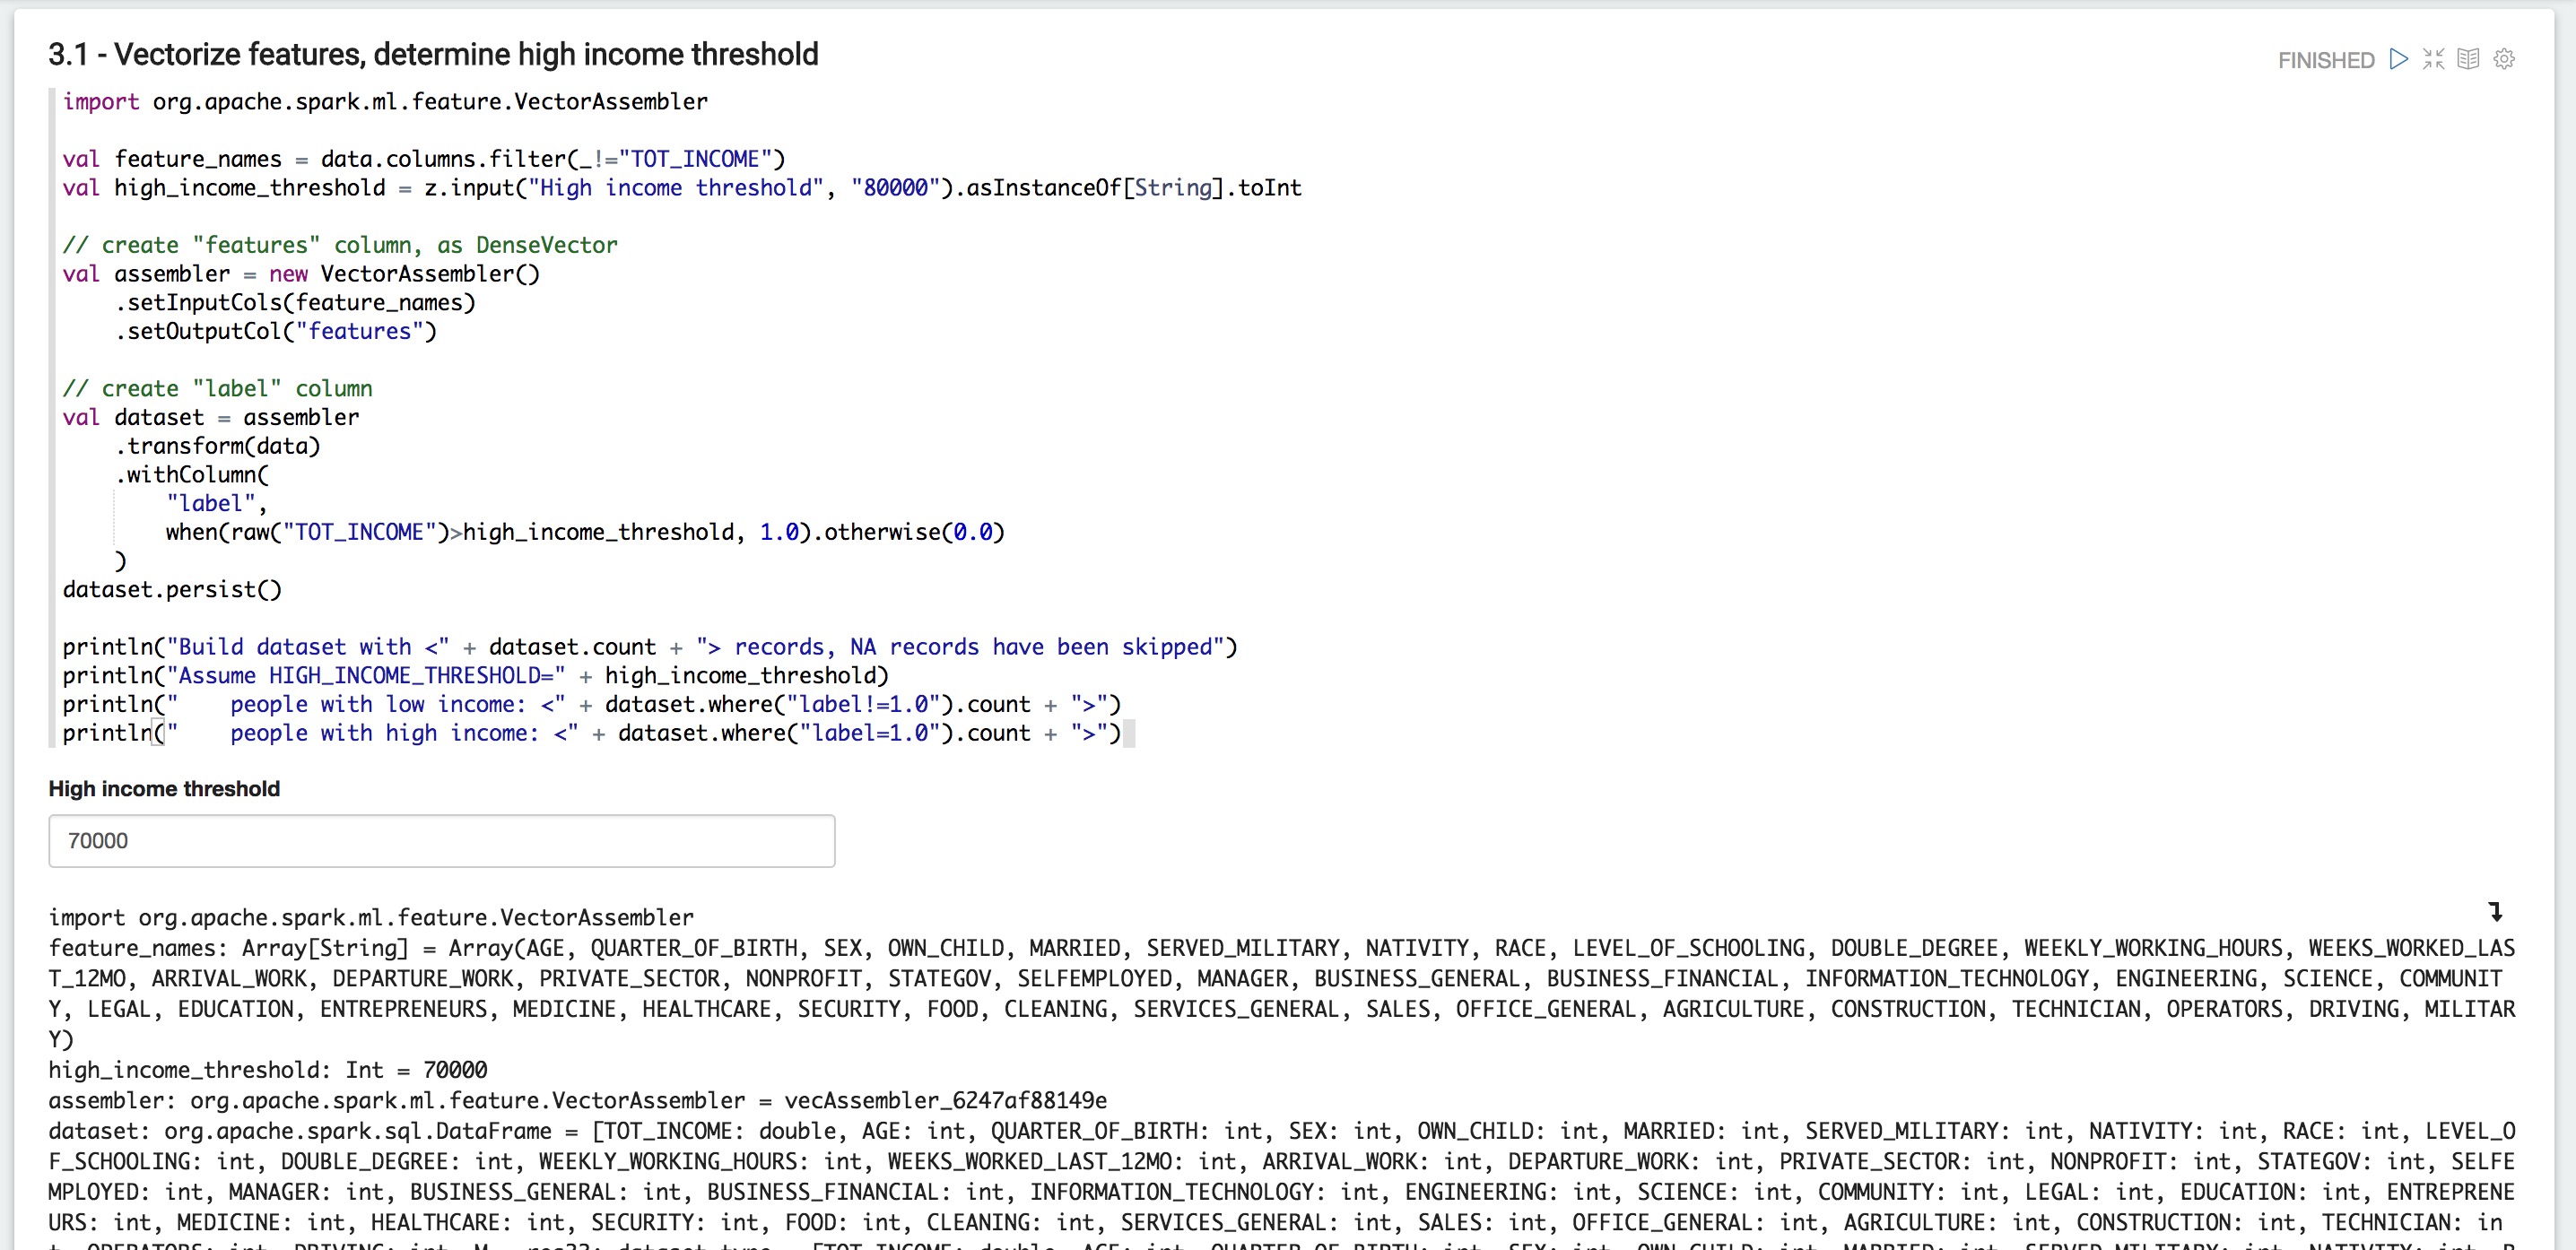 3.1 - Vectorize features, determine high income threshold
FINISHED
import org.apache.spark.ml.feature.VectorAssembler
val feature_names = data.columns.filter(_!="TOT_INCOME")
val high_income_threshold = z.input("High income threshold", "80000").asInstanceOf[String].toInt
// create "features" column, as DenseVector
val assembler = new VectorAssembler()
.setInputCols(feature_names)
.setOutputCol("features")
// create "label" column
val dataset = assembler
.transform(data)
.withColumn(
"label",
when(raw("TOT_INCOME")>high_income_threshold, 1.0).otherwise(0.0)
)
dataset.persist()
println("Build dataset with <" + dataset.count + "> records, NA records have been skipped")
println("Assume HIGH_INCOME_THRESHOLD=" + high_income_threshold)
println("    people with low income: <" + dataset.where("label!=1.0").count + ">")
println("    people with high income: <" + dataset.where("label=1.0").count + ">")
High income threshold
70000
import org.apache.spark.ml.feature.VectorAssembler
feature_names: Array[String] = Array(AGE, QUARTER_OF_BIRTH, SEX, OWN_CHILD, MARRIED, SERVED_MILITARY, NATIVITY, RACE, LEVEL_OF_SCHOOLING, DOUBLE_DEGREE, WEEKLY_WORKING_HOURS, WEEKS_WORKED_LAS
T_12MO, ARRIVAL_WORK, DEPARTURE_WORK, PRIVATE_SECTOR, NONPROFIT, STATEGOV, SELFEMPLOYED, MANAGER, BUSINESS_GENERAL, BUSINESS_FINANCIAL, INFORMATION_TECHNOLOGY, ENGINEERING, SCIENCE, COMMUNIT
Y, LEGAL, EDUCATION, ENTREPRENEURS, MEDICINE, HEALTHCARE, SECURITY, FOOD, CLEANING, SERVICES_GENERAL, SALES, OFFICE_GENERAL, AGRICULTURE, CONSTRUCTION, TECHNICIAN, OPERATORS, DRIVING, MILITAR
Y)
high_income_threshold: Int = 70000
assembler: org.apache.spark.ml.feature.VectorAssembler = vecAssembler_6247af88149e
dataset: org.apache.spark.sql.DataFrame = [TOT_INCOME: double, AGE: int, QUARTER_OF_BIRTH: int, SEX: int, OWN_CHILD: int, MARRIED: int, SERVED_MILITARY: int, NATIVITY: int, RACE: int, LEVEL_O
F_SCHOOLING: int, DOUBLE_DEGREE: int, WEEKLY_WORKING_HOURS: int, WEEKS_WORKED_LAST_12MO: int, ARRIVAL_WORK: int, DEPARTURE_WORK: int, PRIVATE_SECTOR: int, NONPROFIT: int, STATEGOV: int, SELFE
MPLOYED: int, MANAGER: int, BUSINESS_GENERAL: int, BUSINESS_FINANCIAL: int, INFORMATION_TECHNOLOGY: int, ENGINEERING: int, SCIENCE: int, COMMUNITY: int, LEGAL: int, EDUCATION: int, ENTREPRENE
URS: int, MEDICINE: int, HEALTHCARE: int, SECURITY: int, FOOD: int, CLEANING: int, SERVICES_GENERAL: int, SALES: int, OFFICE_GENERAL: int, AGRICULTURE: int, CONSTRUCTION: int, TECHNICIAN: in